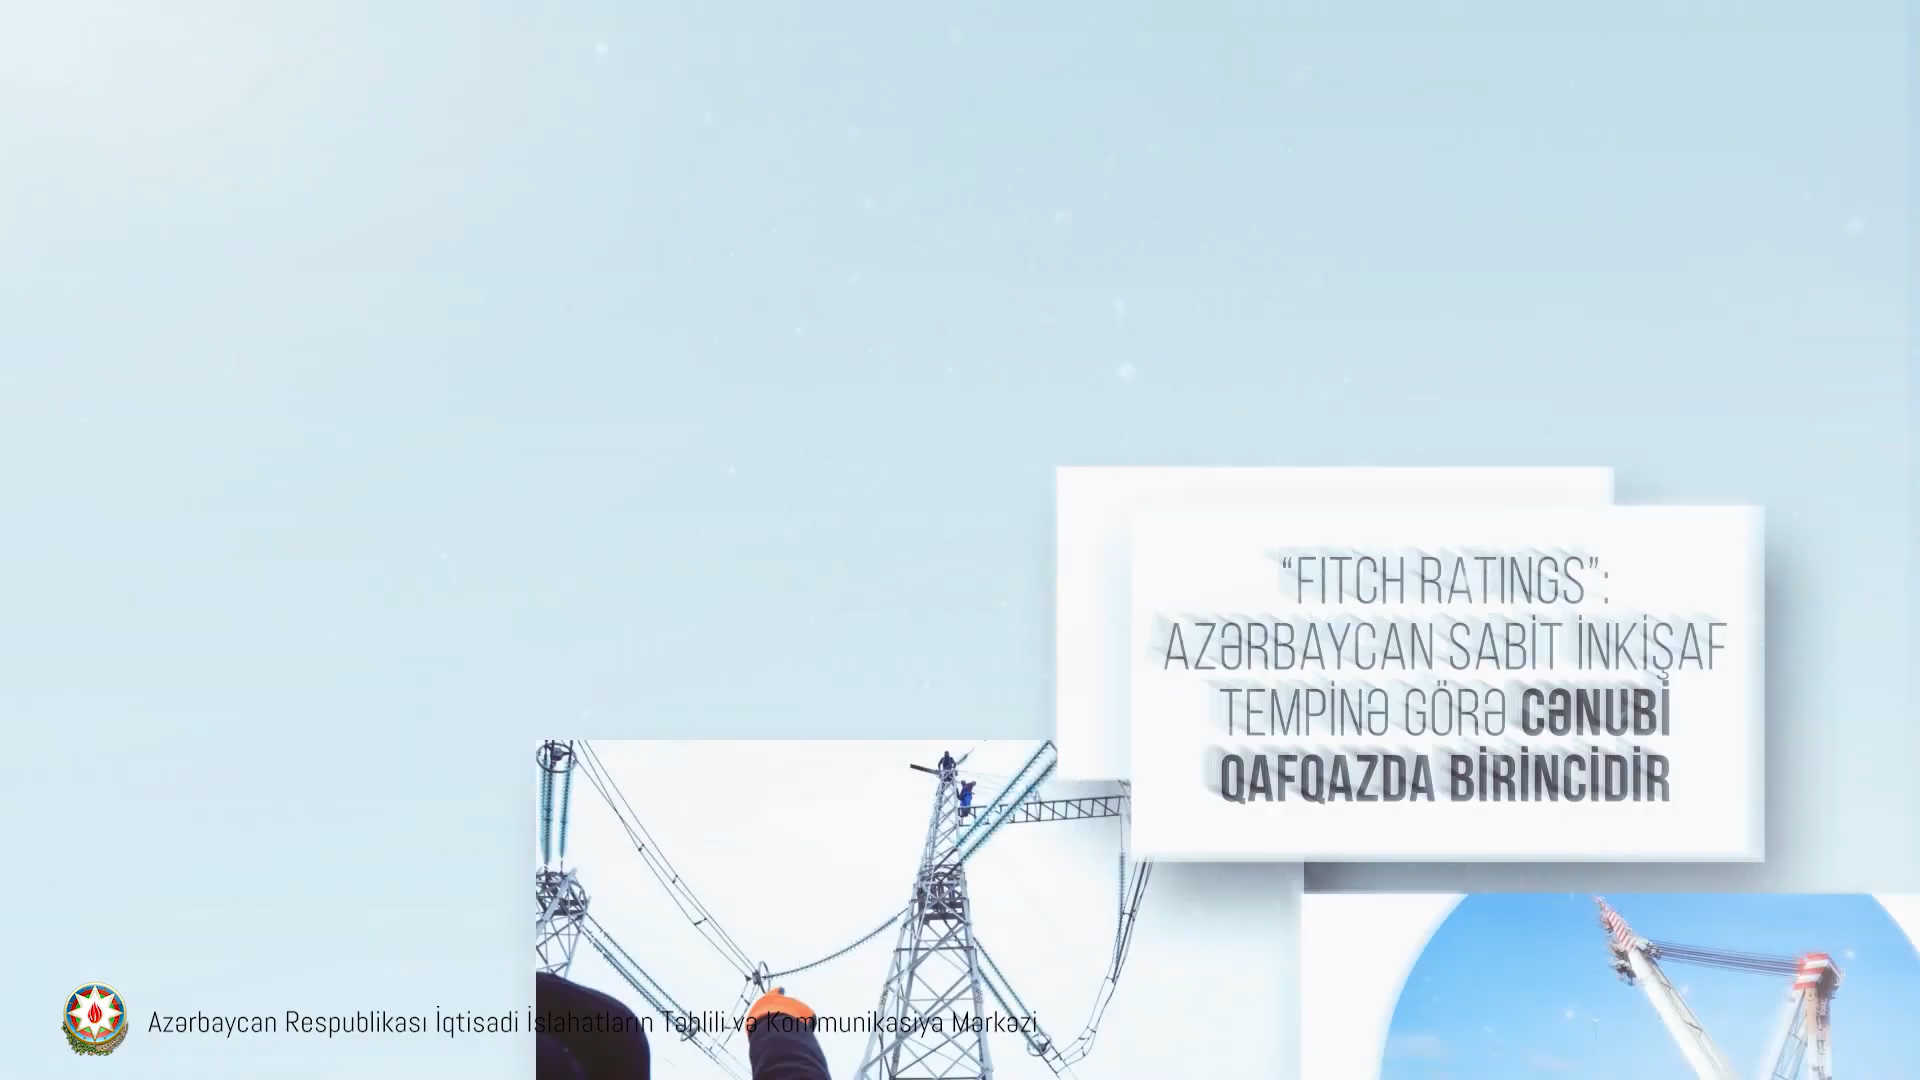 “FITCH RATINGS”:
AZƏRBAYCAN SABİT İNKİŞAF
TEMPİNƏ GÖRƏ CƏNUBİ
QAFQAZDA BİRİNCİDİR
Azərbaycan Respublikası İqtisadi İslahatların Təhlili və Kommunikasiya Mərkəzi